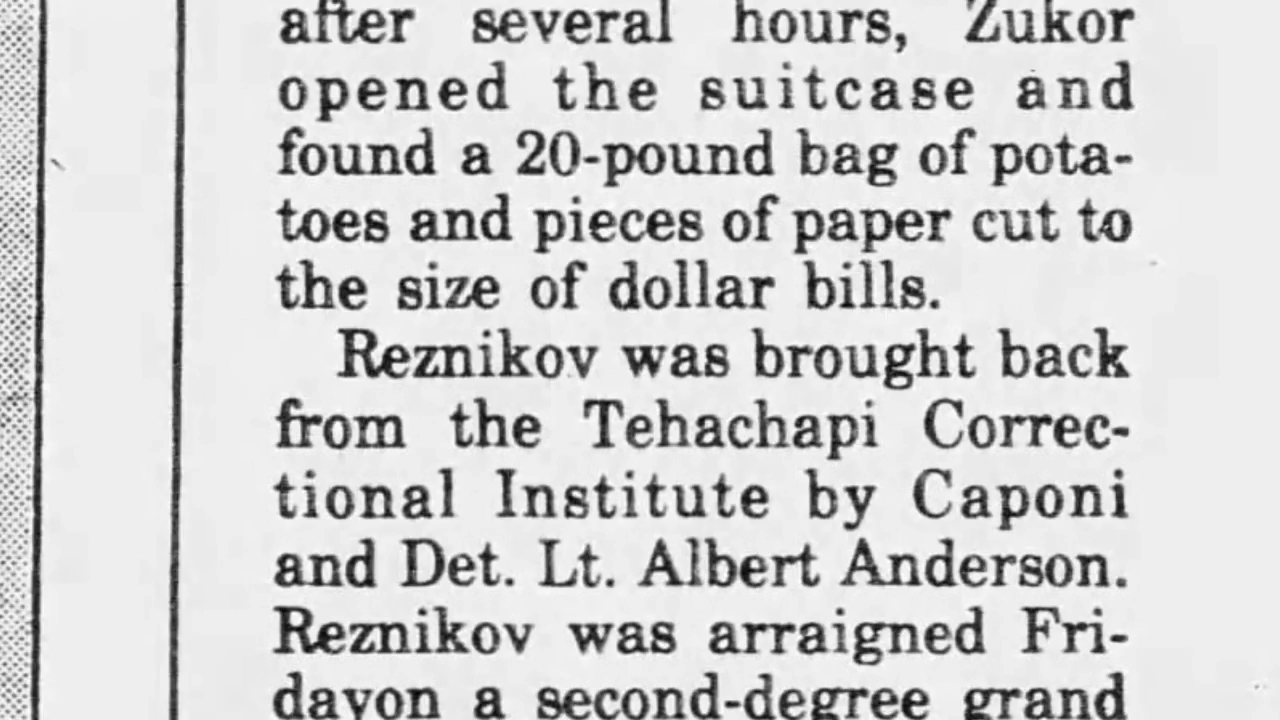 after several hours, Zukor
opened the suitcase and
found a 20-pound bag of pota-
toes and pieces of paper cut to
the size of dollar bills.
Reznikov was brought back
from the Tehachapi Correc-
tional Institute by Caponi
and Det. Lt. Albert Anderson.
Reznikov was arraigned Fri-
dayon a second-degree grand